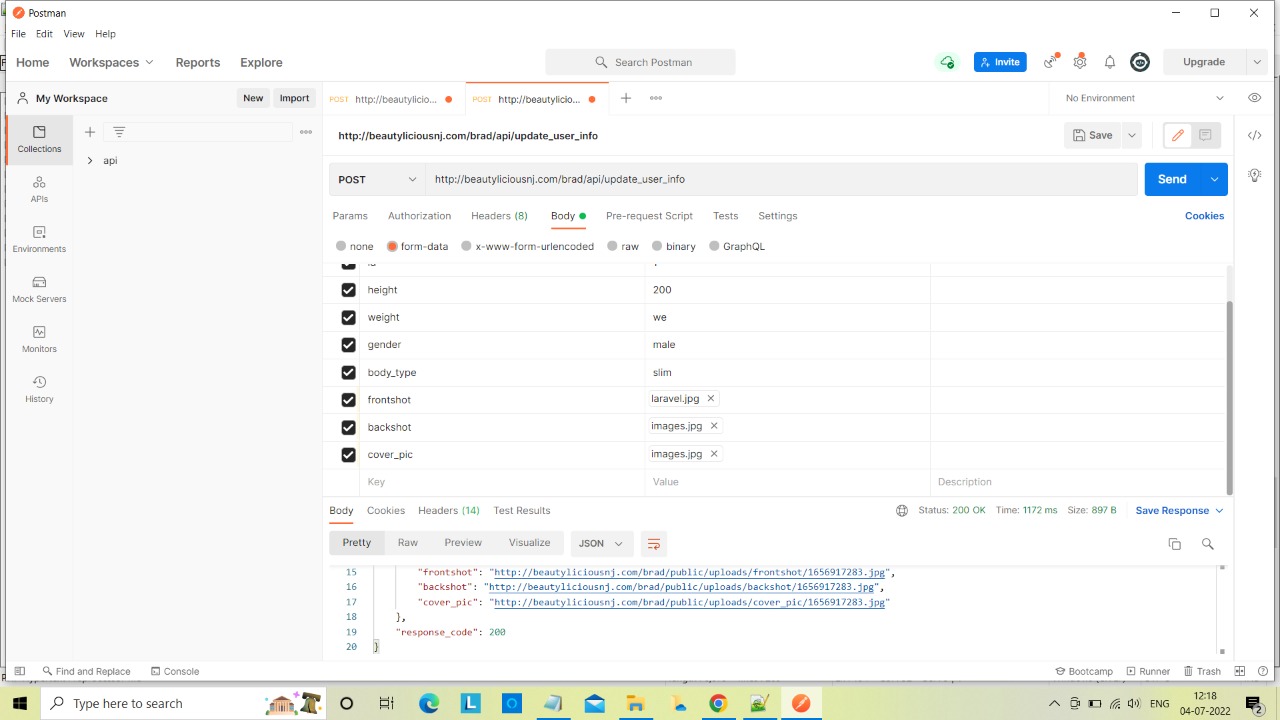 Postman
File Edit View Help
Home Workspaces Reports Explore Search Postman Invite Upgrade
My Workspace New Import POST http://beautylicio... POST http://beautylicio... No Environment
Collections
APIs
Environments
Mock Servers
Monitors
History
api
http://beautyliciousnj.com/brad/api/update_user_info Save
POST http://beautyliciousnj.com/brad/api/update_user_info Send
Params Authorization Headers (8) Body Pre-request Script Tests Settings Cookies
none form-data x-www-form-urlencoded raw binary GraphQL
height 200
weight we
gender male
body_type slim
frontshot laravel.jpg
backshot images.jpg
cover_pic images.jpg
Key Value Description
Body Cookies Headers (14) Test Results Status: 200 OK Time: 1172 ms Size: 897 B Save Response
Pretty Raw Preview Visualize JSON
15 "frontshot": "http://beautyliciousnj.com/brad/public/uploads/frontshot/1656917283.jpg",
16 "backshot": "http://beautyliciousnj.com/brad/public/uploads/backshot/1656917283.jpg",
17 "cover_pic": "http://beautyliciousnj.com/brad/public/uploads/cover_pic/1656917283.jpg"
18 },
19 "response_code": 200
20 }
Find and Replace Console Bootcamp Runner Trash
Type here to search ENG 12:18
04-07-2022 2